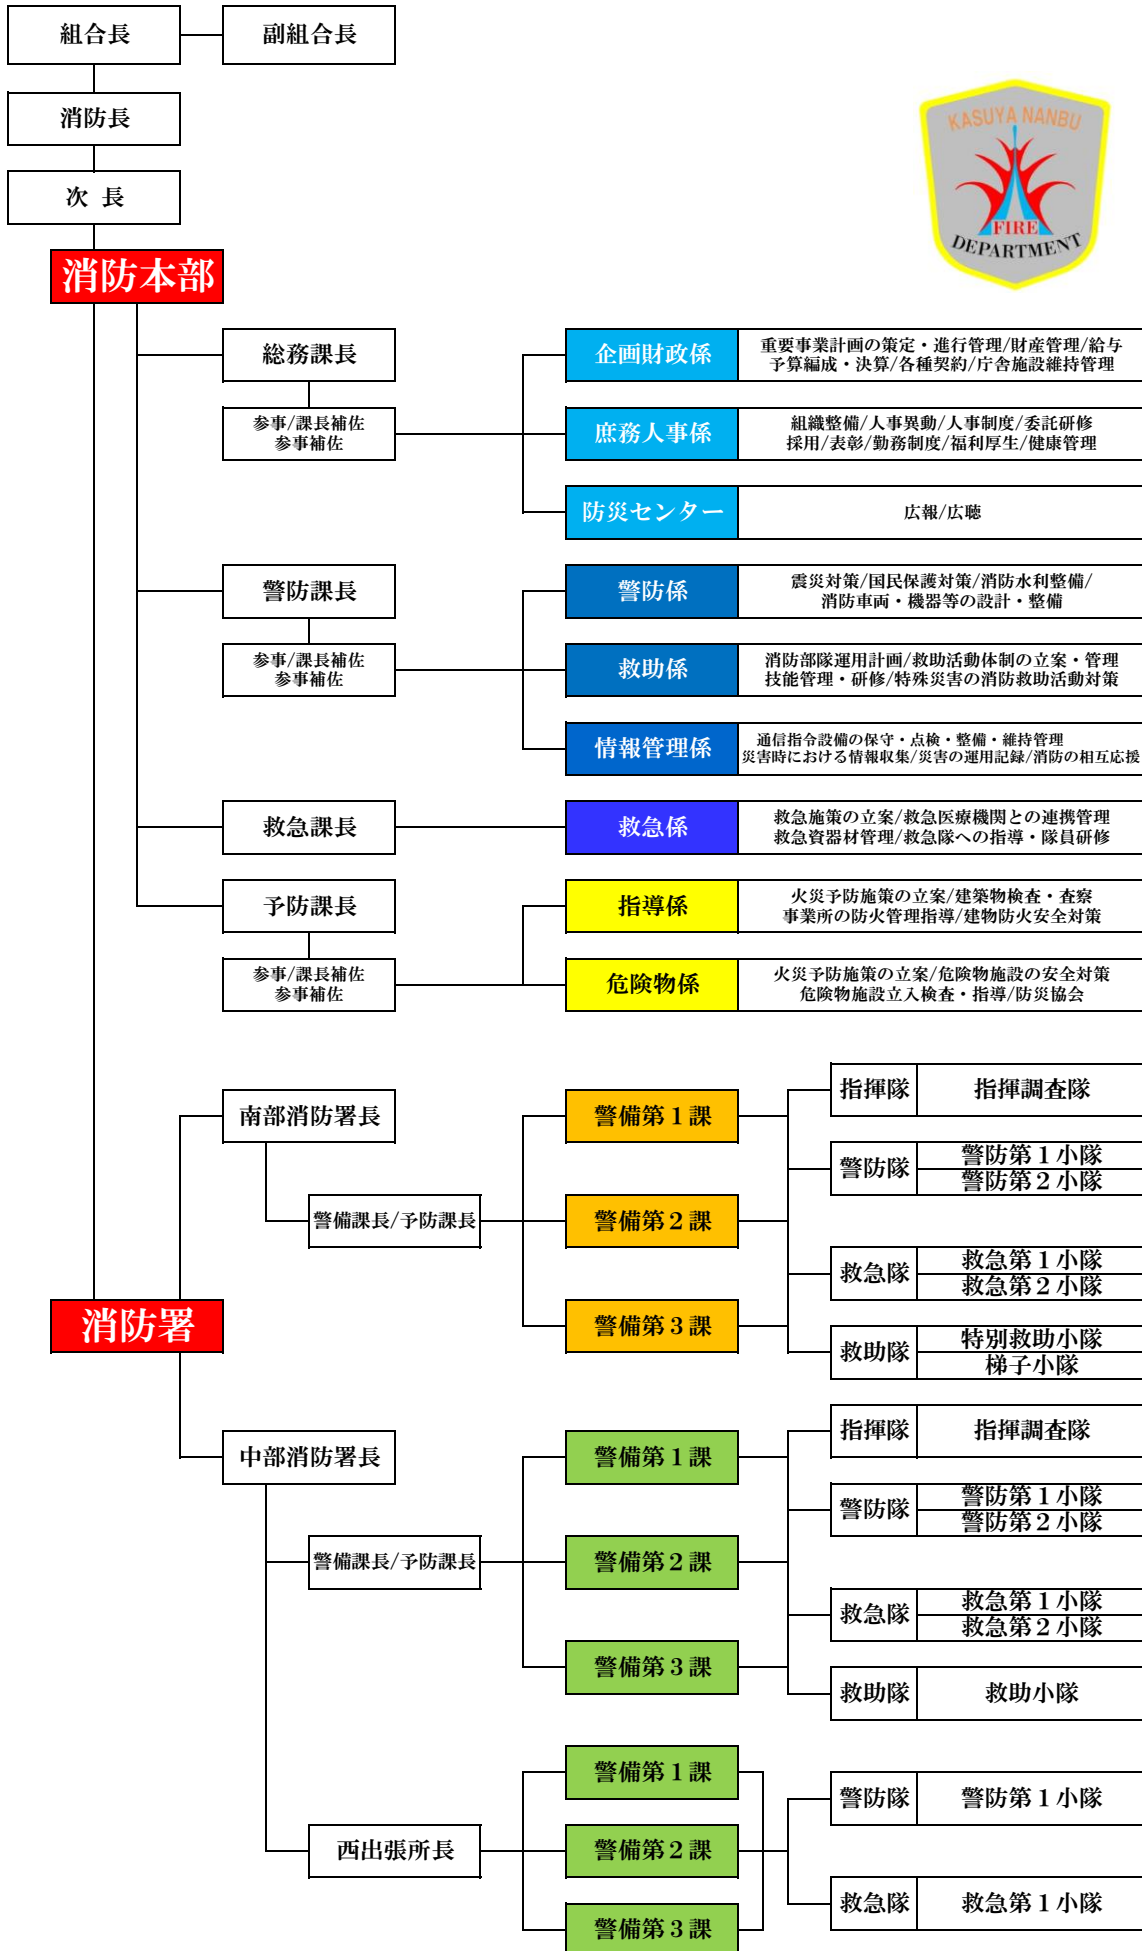 組合長
副組合長
消防長
次 長
KASUYA NANBU
FIRE
DEPARTMENT
消防本部
総務課長
参事/課長補佐
参事補佐
企画財政係
重要事業計画の策定・進行管理/財産管理/給与
予算編成・決算/各種契約/庁舎施設維持管理
庶務人事係
組織整備/人事異動/人事制度/委託研修
採用/表彰/勤務制度/福利厚生/健康管理
防災センター
広報/広聴
警防課長
参事/課長補佐
参事補佐
警防係
震災対策/国民保護対策/消防水利整備/
消防車両・機器等の設計・整備
救助係
消防部隊運用計画/救助活動体制の立案・管理
技能管理・研修/特殊災害の消防救助活動対策
情報管理係
通信指令設備の保守・点検・整備・維持管理
災害時における情報収集/災害の運用記録/消防の相互応援
救急課長
救急係
救急施策の立案/救急医療機関との連携管理
救急資器材管理/救急隊への指導・隊員研修
予防課長
参事/課長補佐
参事補佐
指導係
火災予防施策の立案/建築物検査・査察
事業所の防火管理指導/建物防火安全対策
危険物係
火災予防施策の立案/危険物施設の安全対策
危険物施設立入検査・指導/防災協会
消防署
南部消防署長
警備課長/予防課長
警備第１課
警備第２課
警備第３課
指揮隊
指揮調査隊
警防隊
警防第１小隊
警防第２小隊
救急隊
救急第１小隊
救急第２小隊
救助隊
特別救助小隊
梯子小隊
中部消防署長
警備課長/予防課長
警備第１課
警備第２課
警備第３課
指揮隊
指揮調査隊
警防隊
警防第１小隊
警防第２小隊
救急隊
救急第１小隊
救急第２小隊
救助隊
救助小隊
西出張所長
警備第１課
警備第２課
警備第３課
警防隊
警防第１小隊
救急隊
救急第１小隊